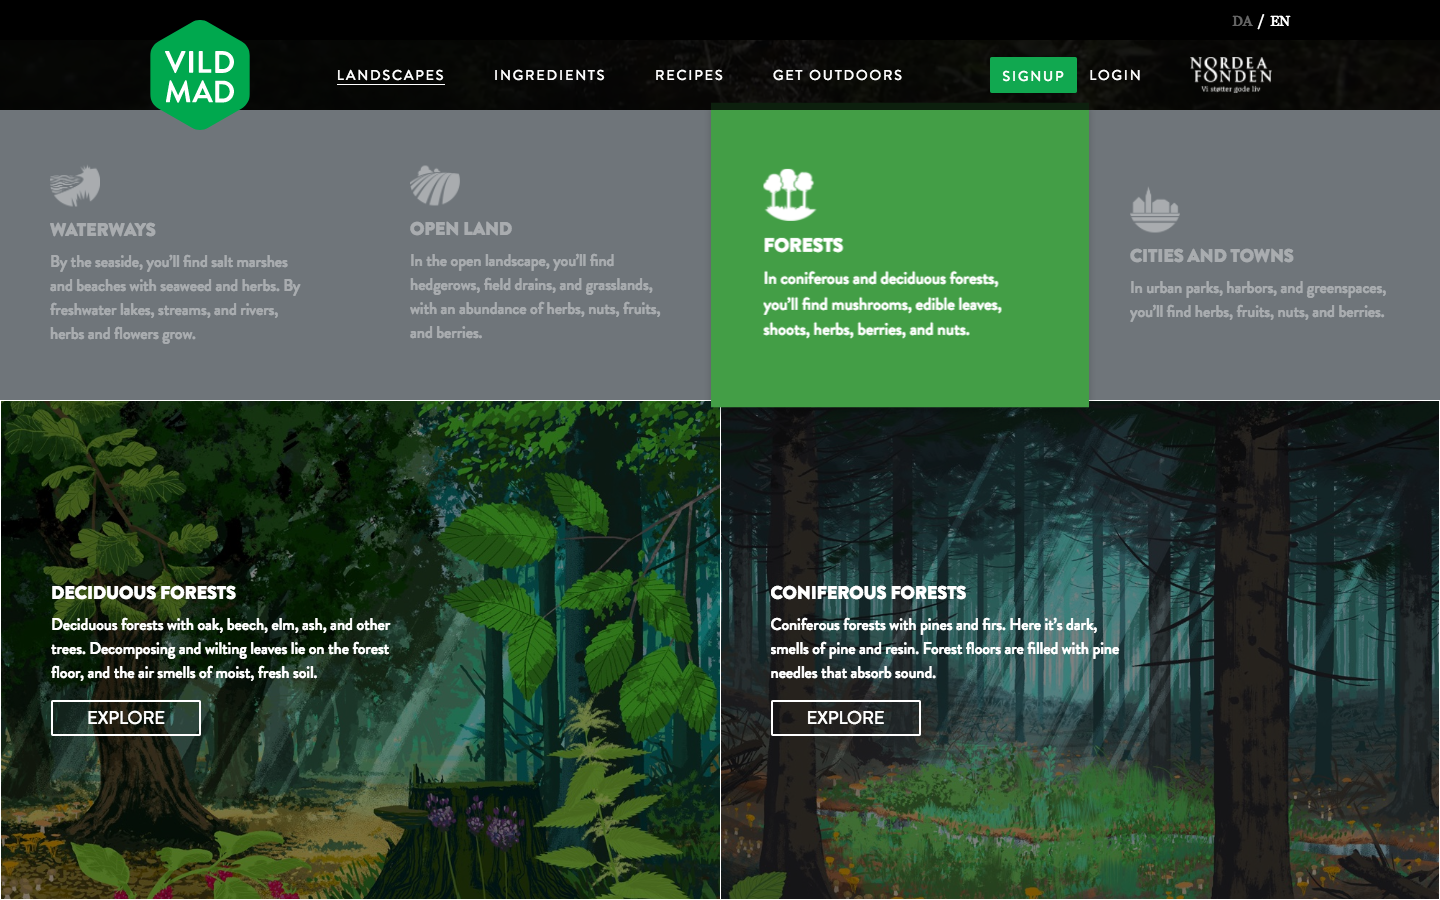 DA / EN
VILD
MAD
LANDSCAPES
INGREDIENTS
RECIPES
GET OUTDOORS
SIGNUP
LOGIN
NORDEA
FONDEN
Vi støtter gode liv
WATERWAYS
By the seaside, you'll find salt marshes
and beaches with seaweed and herbs. By
freshwater lakes, streams, and rivers,
herbs and flowers grow.
OPEN LAND
In the open landscape, you'll find
hedgerows, field drains, and grasslands,
with an abundance of herbs, nuts, fruits,
and berries.
FORESTS
In coniferous and deciduous forests,
you'll find mushrooms, edible leaves,
shoots, herbs, berries, and nuts.
CITIES AND TOWNS
In urban parks, harbors, and greenspaces,
you'll find herbs, fruits, nuts, and berries.
DECIDUOUS FORESTS
Deciduous forests with oak, beech, elm, ash, and other
trees. Decomposing and wilting leaves lie on the forest
floor, and the air smells of moist, fresh soil.
EXPLORE
CONIFEROUS FORESTS
Coniferous forests with pines and firs. Here it's dark,
smells of pine and resin. Forest floors are filled with pine
needles that absorb sound.
EXPLORE